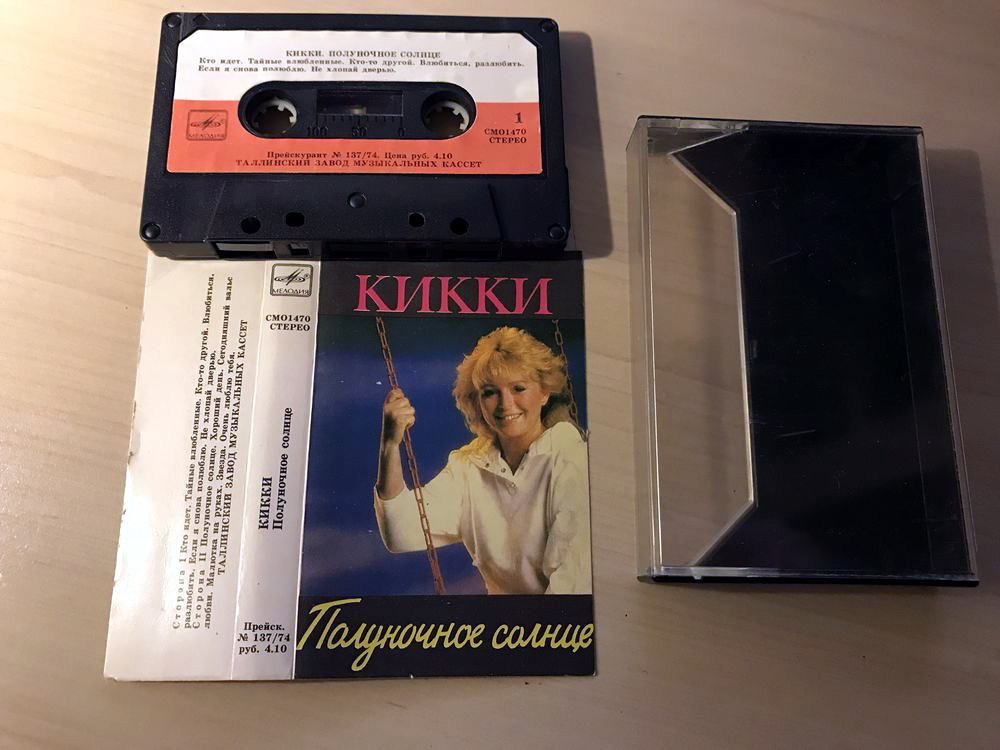 КИККИ. ПОЛУНОЧНОЕ СОЛНЦЕ
Кто идет. Тайные влюбленные. Кто-то другой. Влюбиться, разлюбить.
Если я снова полюблю. Не хлопай дверью.
МЕЛОДИЯ
1
СМО1470
СТЕРЕО
100 50 0
Прейскурант № 137/74. Цена руб. 4.10
ТАЛЛИНСКИЙ ЗАВОД МУЗЫКАЛЬНЫХ КАССЕТ
Сторона I Кто идет. Тайные влюбленные. Кто-то другой. Влюбиться,
разлюбить. Если я снова полюблю. Не хлопай дверью.
Сторона II Полуночное солнце. Хороший день. Сегодняшний вальс
любви. Малютка на руках. Звезда. Очень люблю тебя.
ТАЛЛИНСКИЙ ЗАВОД МУЗЫКАЛЬНЫХ КАССЕТ
МЕЛОДИЯ
СМО1470
СТЕРЕО
КИККИ
Полуночное солнце
Прейск.
№ 137/74
руб. 4.10
КИККИ
Полуночное солнце